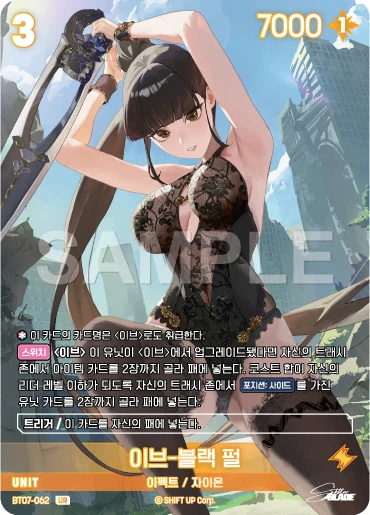 3
7000 1
SAMPLE
이 카드의 카드명은 <이브>로도 취급한다.
스위치 <이브> 이 유닛이 <이브>에서 업그레이드됐다면 자신의 트래시
존에서 아이템 카드를 2장까지 골라 패에 넣는다. 코스트 합이 자신의
리더 레벨 이하가 되도록 자신의 트래시 존에서 포지션: 사이드 를 가진
유닛 카드를 2장까지 골라 패에 넣는다.
트리거 / 이 카드를 자신의 패에 넣는다.
이브-블랙 펄
UNIT
이펙트 / 자이온
BT07-062 UR
© SHIFT UP Corp.
Stellar BLADE